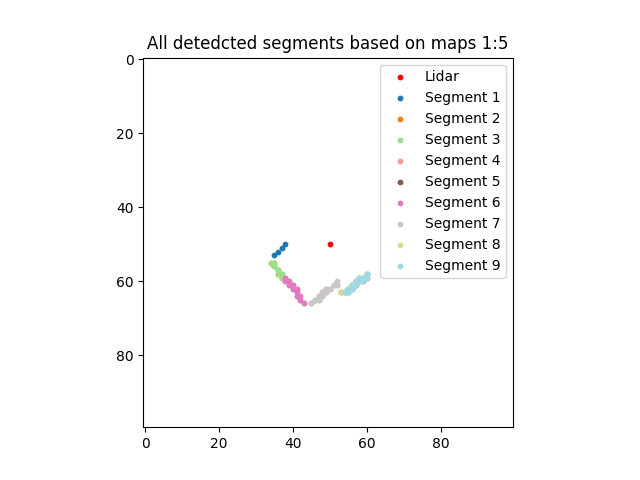 All detedcted segments based on maps 1:5
Lidar
Segment 1
Segment 2
Segment 3
Segment 4
Segment 5
Segment 6
Segment 7
Segment 8
Segment 9
0
20
40
60
80
0 20 40 60 80